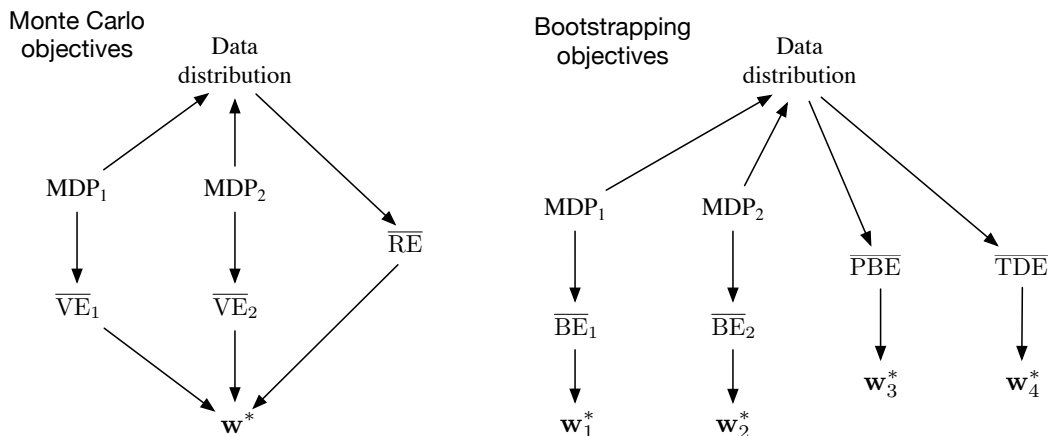 Monte Carlo
objectives
Data
distribution
MDP₁
MDP₂
R̅E̅
V̅E̅₁
V̅E̅₂
w*
Bootstrapping
objectives
Data
distribution
MDP₁
MDP₂
P̅B̅E̅
T̅D̅E̅
B̅E̅₁
B̅E̅₂
w₃*
w₄*
w₁*
w₂*